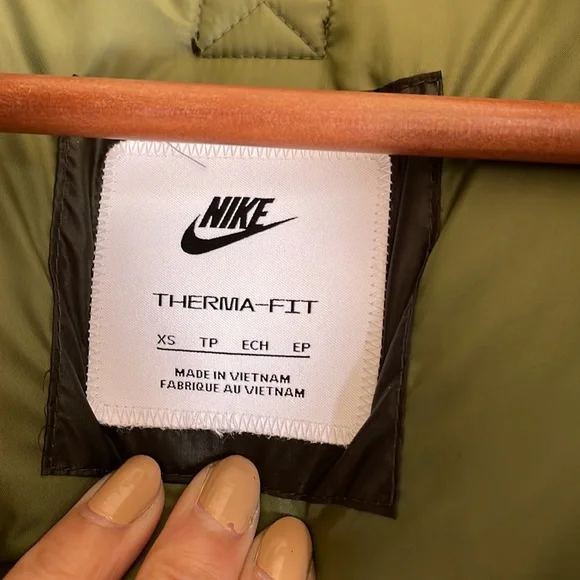 NIKE
THERMA-FIT
XS TP ECH EP
MADE IN VIETNAM
FABRIQUE AU VIETNAM